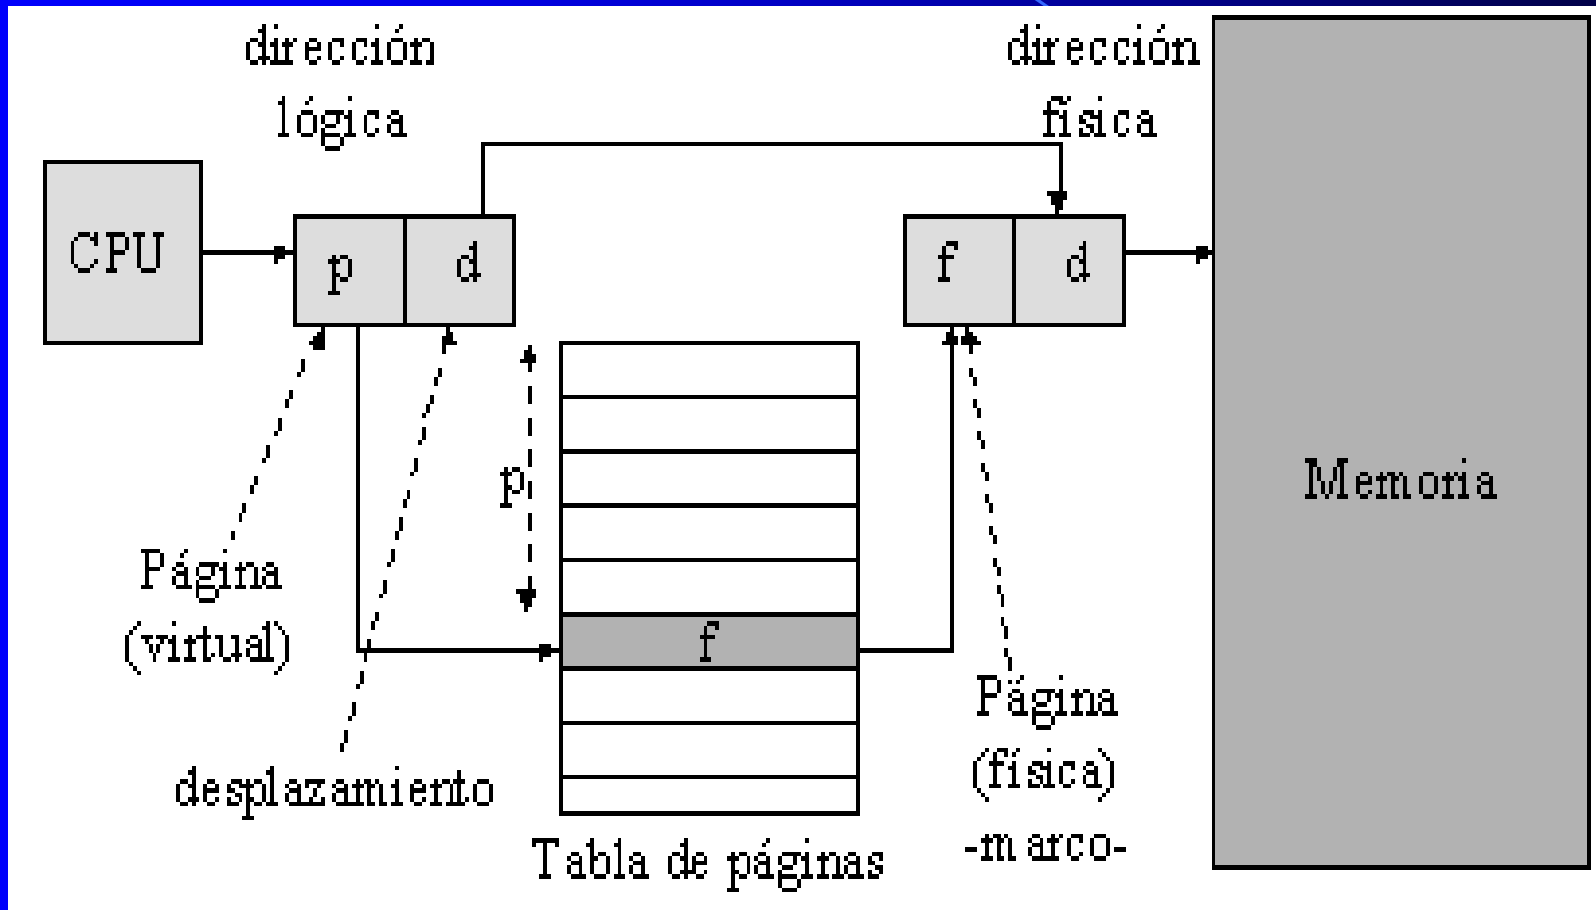 dirección
lógica
dirección
física
CPU
p
d
f
d
p
Memoria
Página
(virtual)
f
desplazamiento
Página
(física)
-marco-
Tabla de páginas